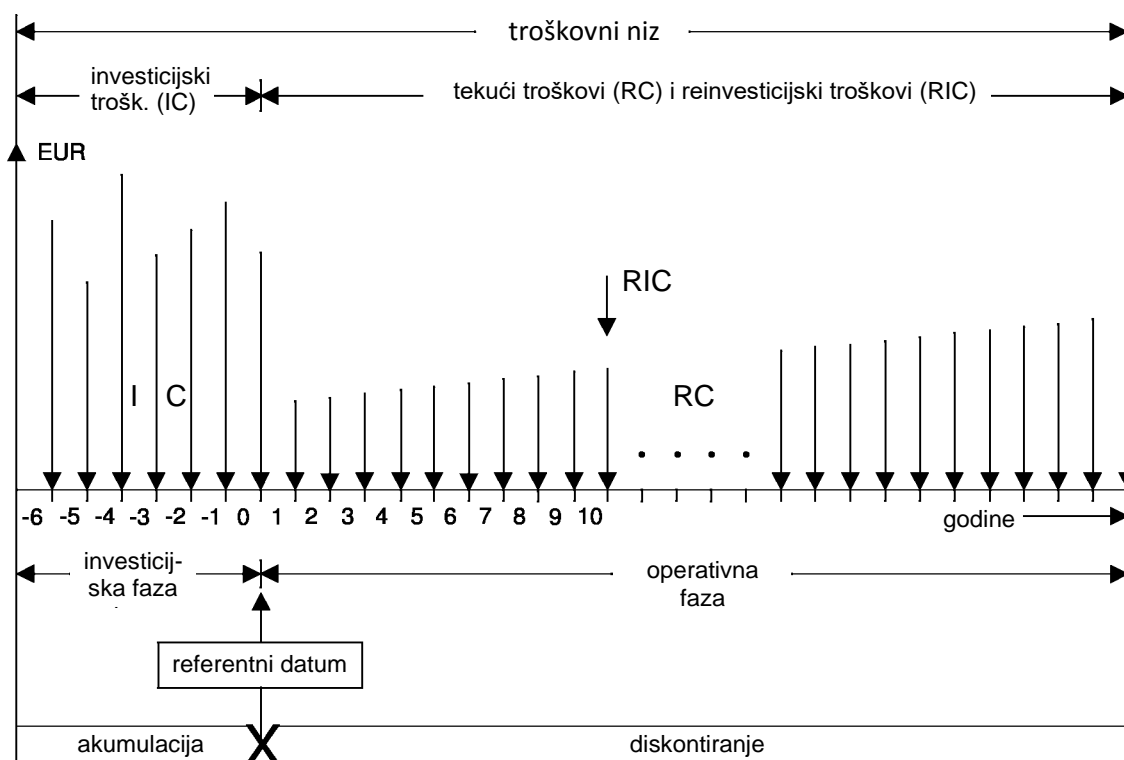 troškovni niz
investicijski
trošk. (IC)
tekući troškovi (RC) i reinvesticijski troškovi (RIC)
EUR
RIC
I C
RC
-6 -5 -4 -3 -2 -1 0 1 2 3 4 5 6 7 8 9 10
godine
investicij-
ska faza
operativna
faza
referentni datum
akumulacija
X
diskontiranje